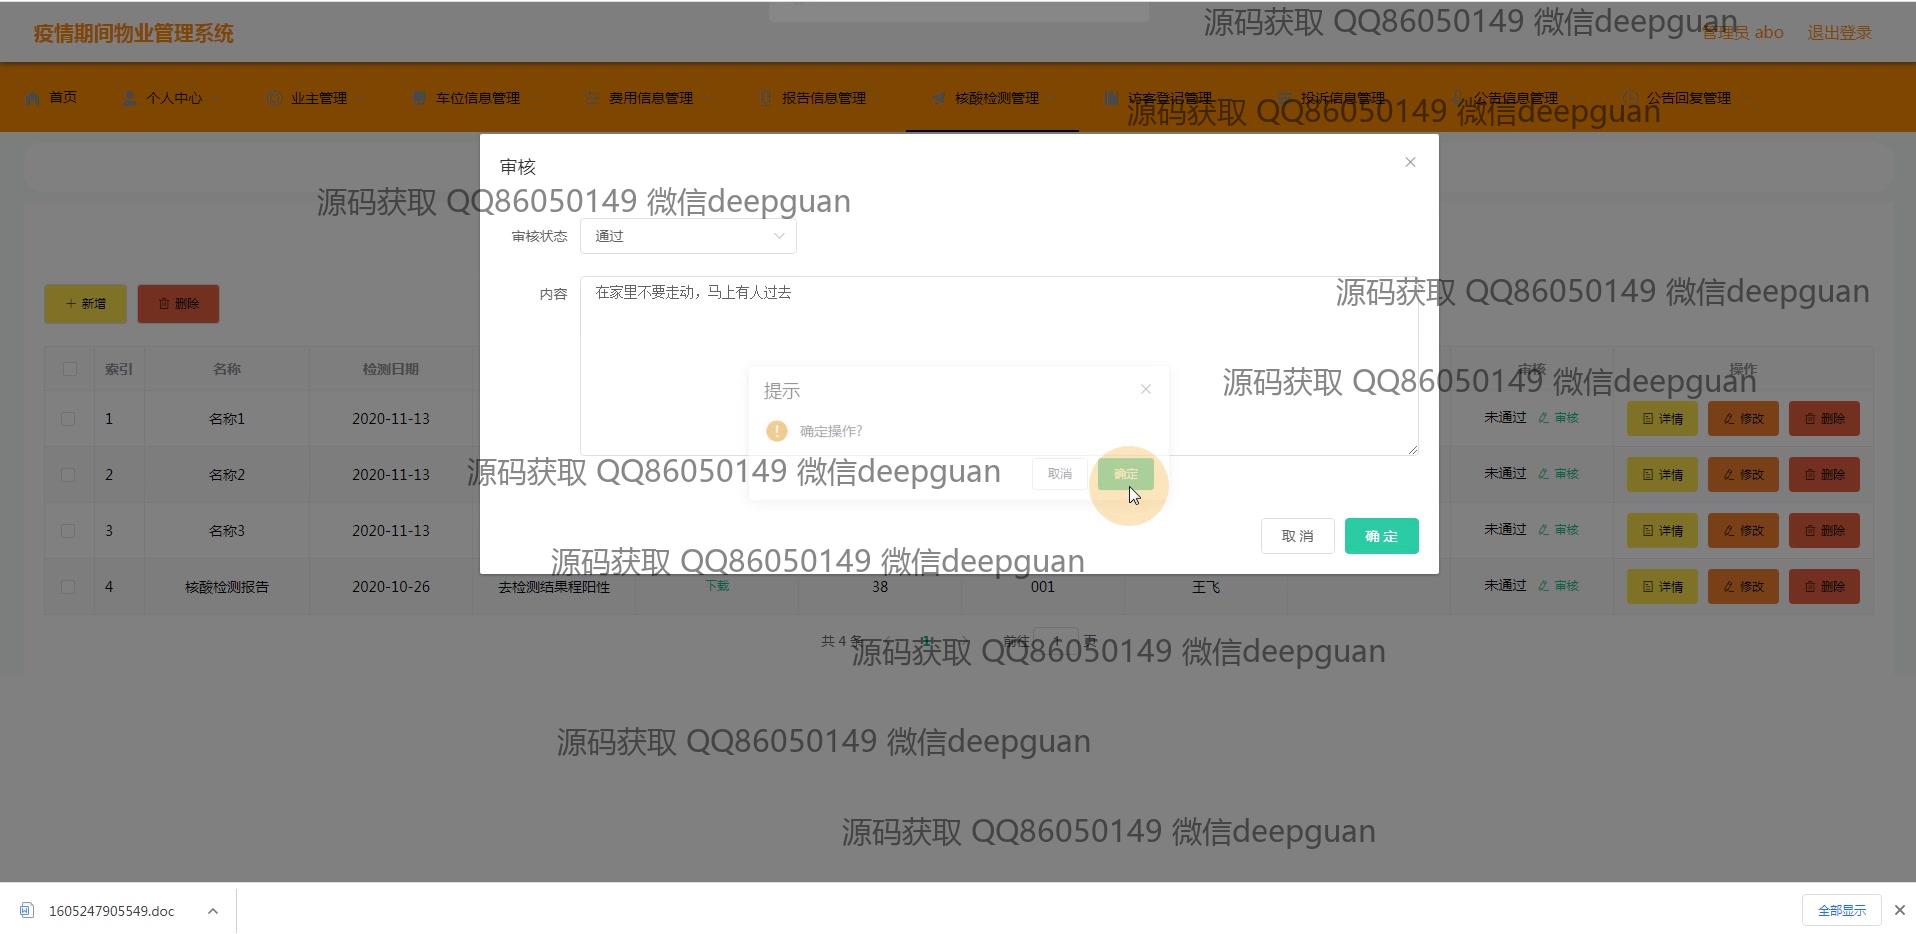 疫情期间物业管理系统
源码获取 QQ86050149 微信deepguan
管理员 abo
退出登录
首页
个人中心
业主管理
车位信息管理
费用信息管理
报告信息管理
核酸检测管理
访客登记管理
投诉信息管理
公告信息管理
公告回复管理
源码获取 QQ86050149 微信deepguan
审核
源码获取 QQ86050149 微信deepguan
审核状态
通过
内容
在家里不要走动，马上有人过去
源码获取 QQ86050149 微信deepguan
新增
删除
索引
名称
检测日期
审核
操作
源码获取 QQ86050149 微信deepguan
提示
确定操作?
取消
确定
1 名称1 2020-11-13 未通过 审核 详情 修改 删除
2 名称2 2020-11-13 未通过 审核 详情 修改 删除
源码获取 QQ86050149 微信deepguan
3 名称3 2020-11-13 未通过 审核 详情 修改 删除
取消
确定
源码获取 QQ86050149 微信deepguan
4 核酸检测报告 2020-10-26 去检测结果程阳性 下载 38 001 王飞 未通过 审核 详情 修改 删除
共 4 条 1 前往 1 页
源码获取 QQ86050149 微信deepguan
源码获取 QQ86050149 微信deepguan
源码获取 QQ86050149 微信deepguan
1605247905549.doc
全部显示